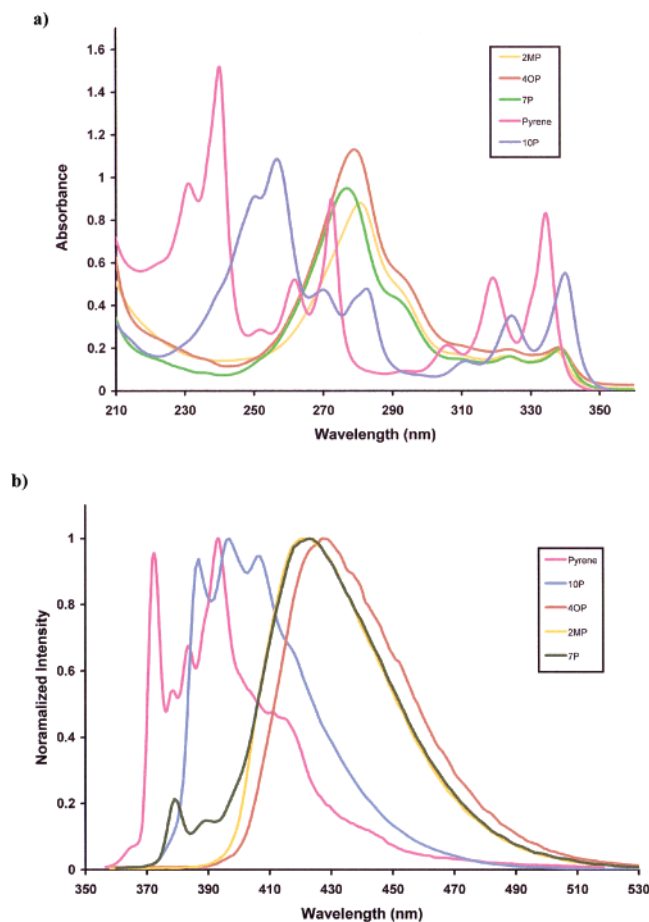 a)
1.6
1.4
1.2
1
0.8
0.6
0.4
0.2
0
Absorbance
2MP
4OP
7P
Pyrene
10P
210 230 250 270 290 310 330 350
Wavelength (nm)
b)
1
0.8
0.6
0.4
0.2
0
Noramalized Intensity
Pyrene
10P
4OP
2MP
7P
350 370 390 410 430 450 470 490 510 530
Wavelength (nm)